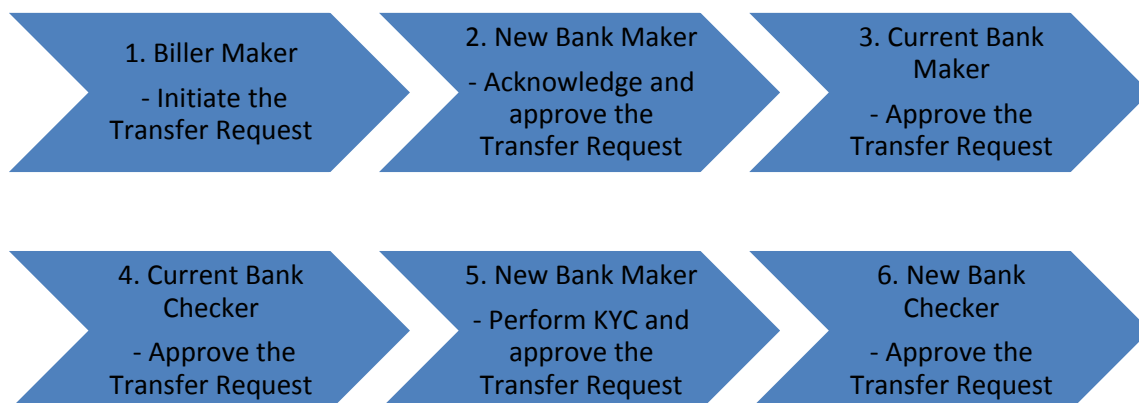 1. Biller Maker
- Initiate the
Transfer Request
2. New Bank Maker
- Acknowledge and
approve the
Transfer Request
3. Current Bank
Maker
- Approve the
Transfer Request
4. Current Bank
Checker
- Approve the
Transfer Request
5. New Bank Maker
- Perform KYC and
approve the
Transfer Request
6. New Bank
Checker
- Approve the
Transfer Request